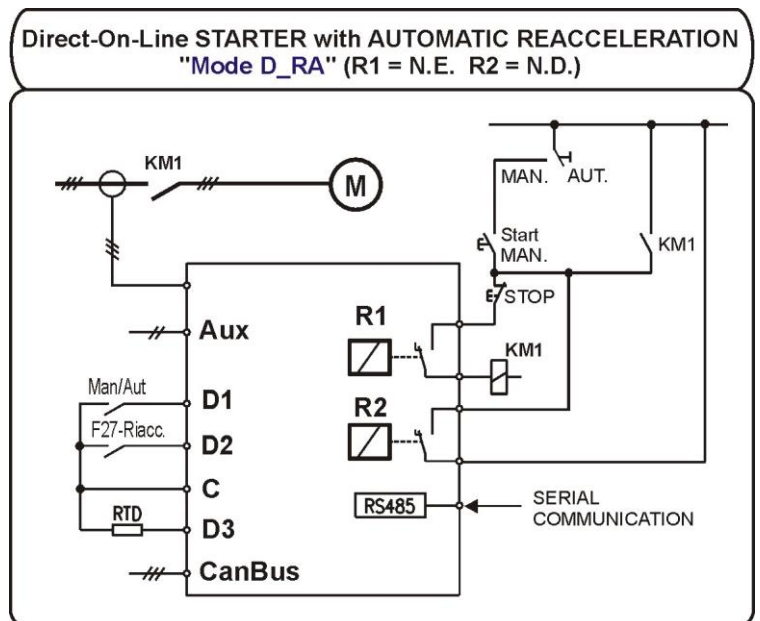 Direct-On-Line STARTER with AUTOMATIC REACCELERATION
"Mode D_RA" (R1 = N.E. R2 = N.D.)
KM1
M
MAN.
AUT.
Start
MAN.
KM1
STOP
Aux
R1
KM1
Man/Aut
D1
R2
F27-Riacc.
D2
C
RTD
D3
RS485
SERIAL
COMMUNICATION
CanBus